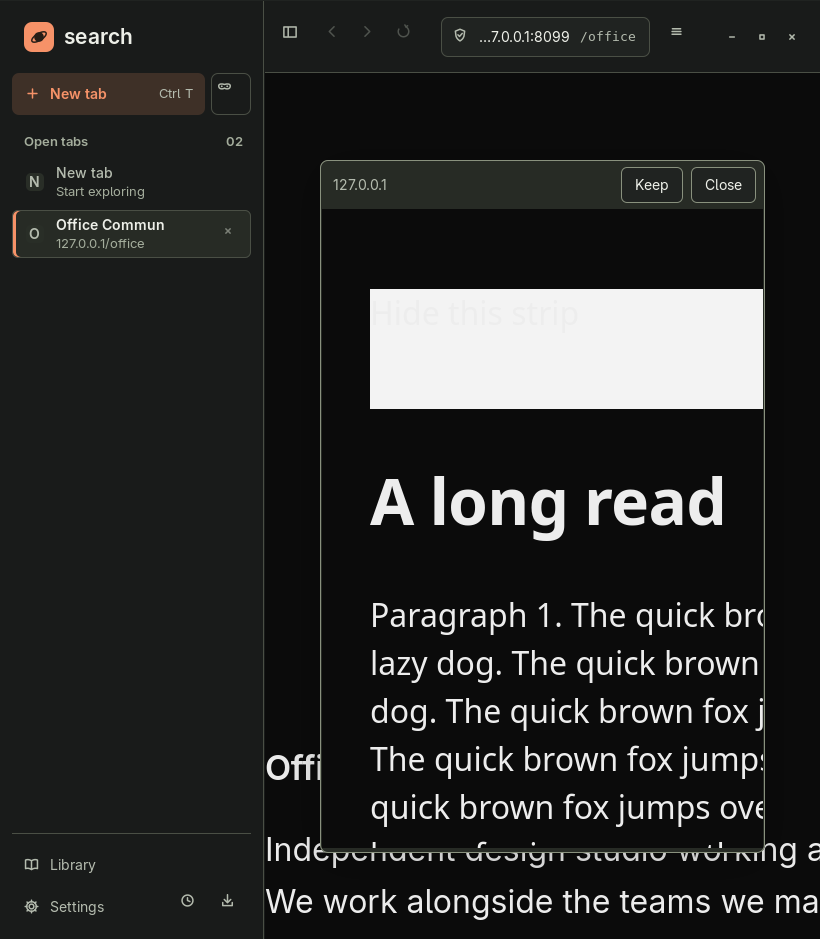 search
New tab Ctrl T
Open tabs 02
N New tab
Start exploring
O Office Commun
127.0.0.1/office
Library
Settings
...7.0.0.1:8099 /office
127.0.0.1 Keep Close
Hide this strip
A long read
Paragraph 1. The quick bro
lazy dog. The quick brown
dog. The quick brown fox j
The quick brown fox jumps
quick brown fox jumps ove
Offi
Independent design studio working a
We work alongside the teams we ma